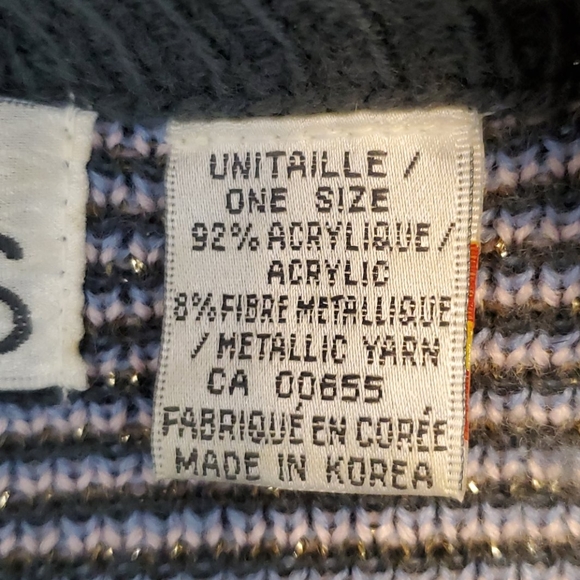 UNITAILLE /
ONE SIZE
92% ACRYLIQUE /
ACRYLIC
8% FIBRE METALLIQUE
/ METALLIC YARN
CA 00655
FABRIQUÉ EN CORÉE
MADE IN KOREA